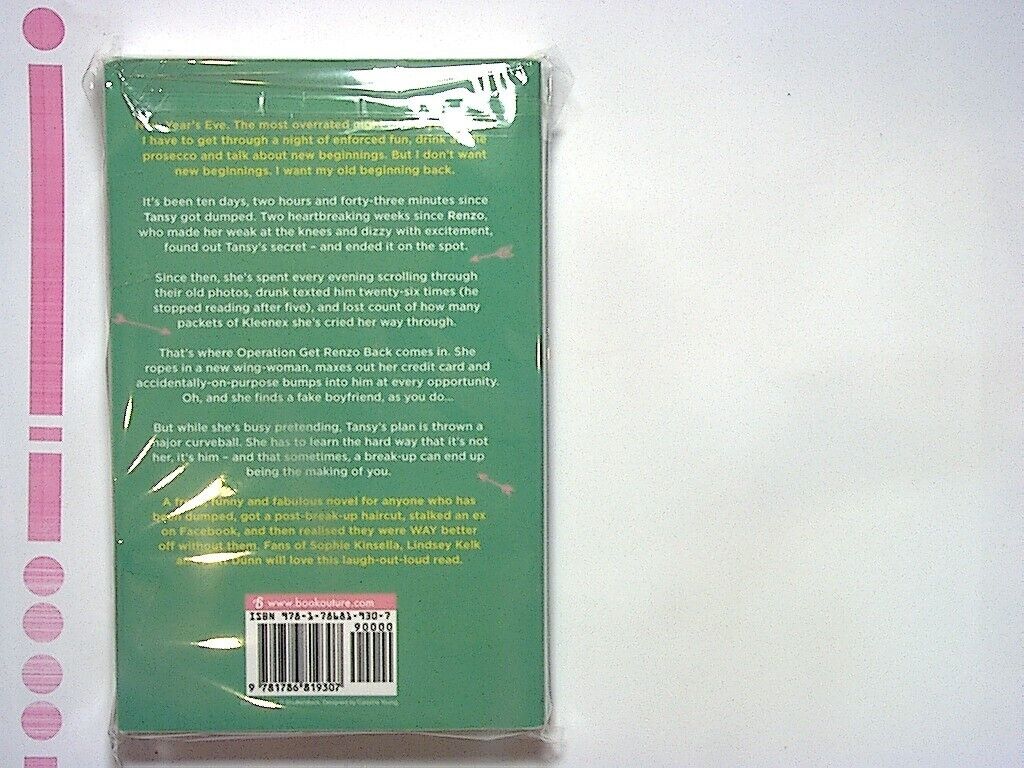 Year's Eve. The most overrated
I have to get through a night of enforced fun, drink
prosecco and talk about new beginnings. But I don't want
new beginnings. I want my old beginning back.
It's been ten days, two hours and forty-three minutes since
Tansy got dumped. Two heartbreaking weeks since Renzo,
who made her weak at the knees and dizzy with excitement,
found out Tansy's secret – and ended it on the spot.
Since then, she's spent every evening scrolling through
their old photos, drunk texted him twenty-six times (he
stopped reading after five), and lost count of how many
packets of Kleenex she's cried her way through.
That's where Operation Get Renzo Back comes in. She
ropes in a new wing-woman, maxes out her credit card and
accidentally-on-purpose bumps into him at every opportunity.
Oh, and she finds a fake boyfriend, as you do...
But while she's busy pretending, Tansy's plan is thrown a
major curveball. She has to learn the hard way that it's not
her, it's him – and that sometimes, a break-up can end up
being the making of you.
A funny and fabulous novel for anyone who has
been dumped, got a post-break-up haircut, stalked an ex
on Facebook, and then realised they were WAY better
off without them. Fans of Sophie Kinsella, Lindsey Kelk
Dunn will love this laugh-out-loud read.
B www.bookouture.com
ISBN 978-1-78681-930-7
90000
9 781786 819307
Shutterstock. Designed by Caroline Young